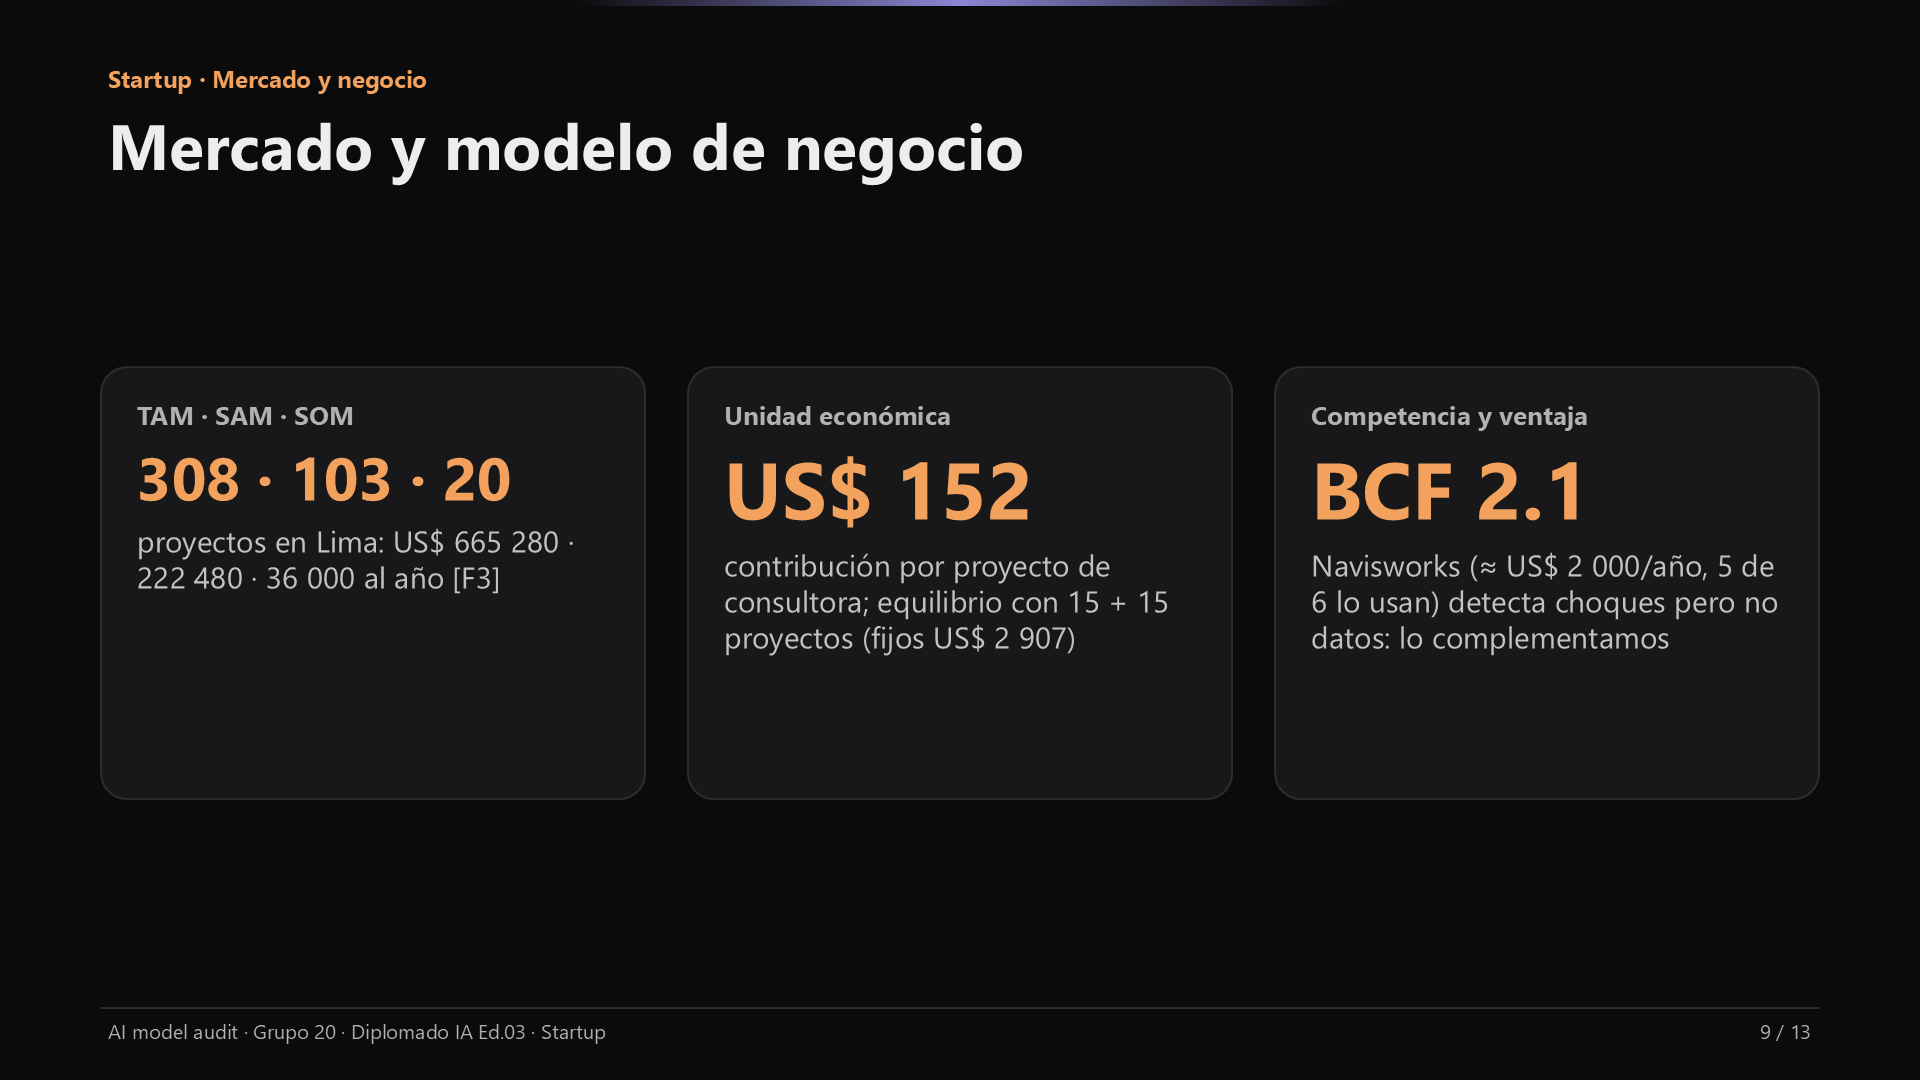 Startup · Mercado y negocio
Mercado y modelo de negocio
TAM · SAM · SOM
308 · 103 · 20
proyectos en Lima: US$ 665 280 ·
222 480 · 36 000 al año [F3]
Unidad económica
US$ 152
contribución por proyecto de
consultora; equilibrio con 15 + 15
proyectos (fijos US$ 2 907)
Competencia y ventaja
BCF 2.1
Navisworks (≈ US$ 2 000/año, 5 de
6 lo usan) detecta choques pero no
datos: lo complementamos
AI model audit · Grupo 20 · Diplomado IA Ed.03 · Startup
9 / 13